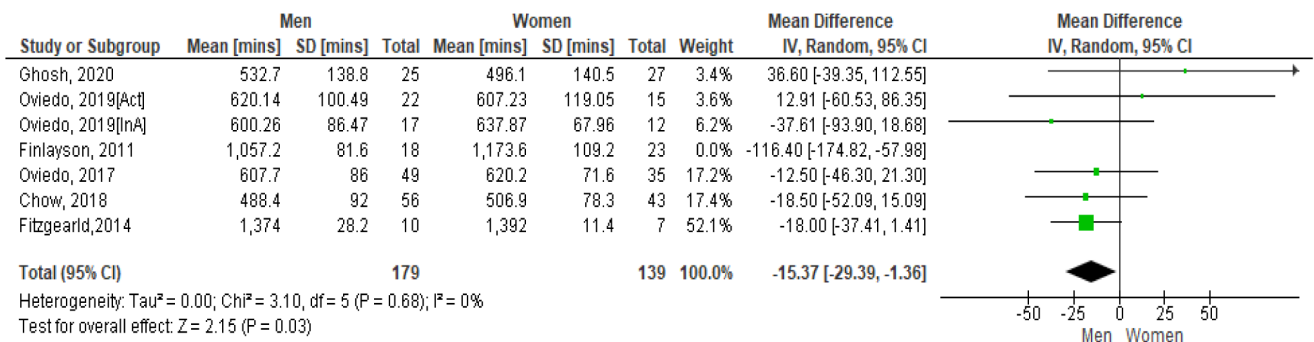 Men Women Mean Difference Mean Difference
Study or Subgroup Mean [mins] SD [mins] Total Mean [mins] SD [mins] Total Weight IV, Random, 95% CI IV, Random, 95% CI
Ghosh, 2020 532.7 138.8 25 496.1 140.5 27 3.4% 36.60 [-39.35, 112.55]
Oviedo, 2019[Act] 620.14 100.49 22 607.23 119.05 15 3.6% 12.91 [-60.53, 86.35]
Oviedo, 2019[InA] 600.26 86.47 17 637.87 67.96 12 6.2% -37.61 [-93.90, 18.68]
Finlayson, 2011 1,057.2 81.6 18 1,173.6 109.2 23 0.0% -116.40 [-174.82, -57.98]
Oviedo, 2017 607.7 86 49 620.2 71.6 35 17.2% -12.50 [-46.30, 21.30]
Chow, 2018 488.4 92 56 506.9 78.3 43 17.4% -18.50 [-52.09, 15.09]
Fitzgearld,2014 1,374 28.2 10 1,392 11.4 7 52.1% -18.00 [-37.41, 1.41]
Total (95% CI) 179 139 100.0% -15.37 [-29.39, -1.36]
Heterogeneity: Tau² = 0.00; Chi² = 3.10, df = 5 (P = 0.68); I² = 0%
Test for overall effect: Z = 2.15 (P = 0.03)
-50 -25 0 25 50
Men Women